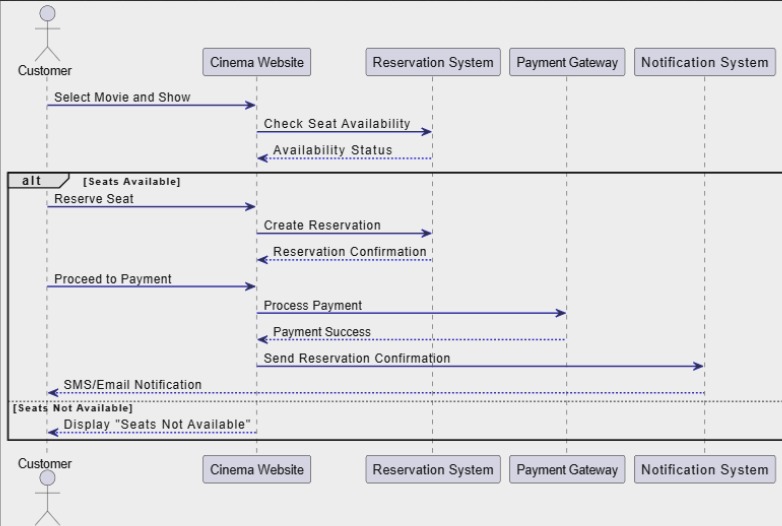 Customer
Cinema Website
Reservation System
Payment Gateway
Notification System
Select Movie and Show
Check Seat Availability
Availability Status
alt
[Seats Available]
Reserve Seat
Create Reservation
Reservation Confirmation
Proceed to Payment
Process Payment
Payment Success
Send Reservation Confirmation
SMS/Email Notification
[Seats Not Available]
Display "Seats Not Available"
Customer
Cinema Website
Reservation System
Payment Gateway
Notification System